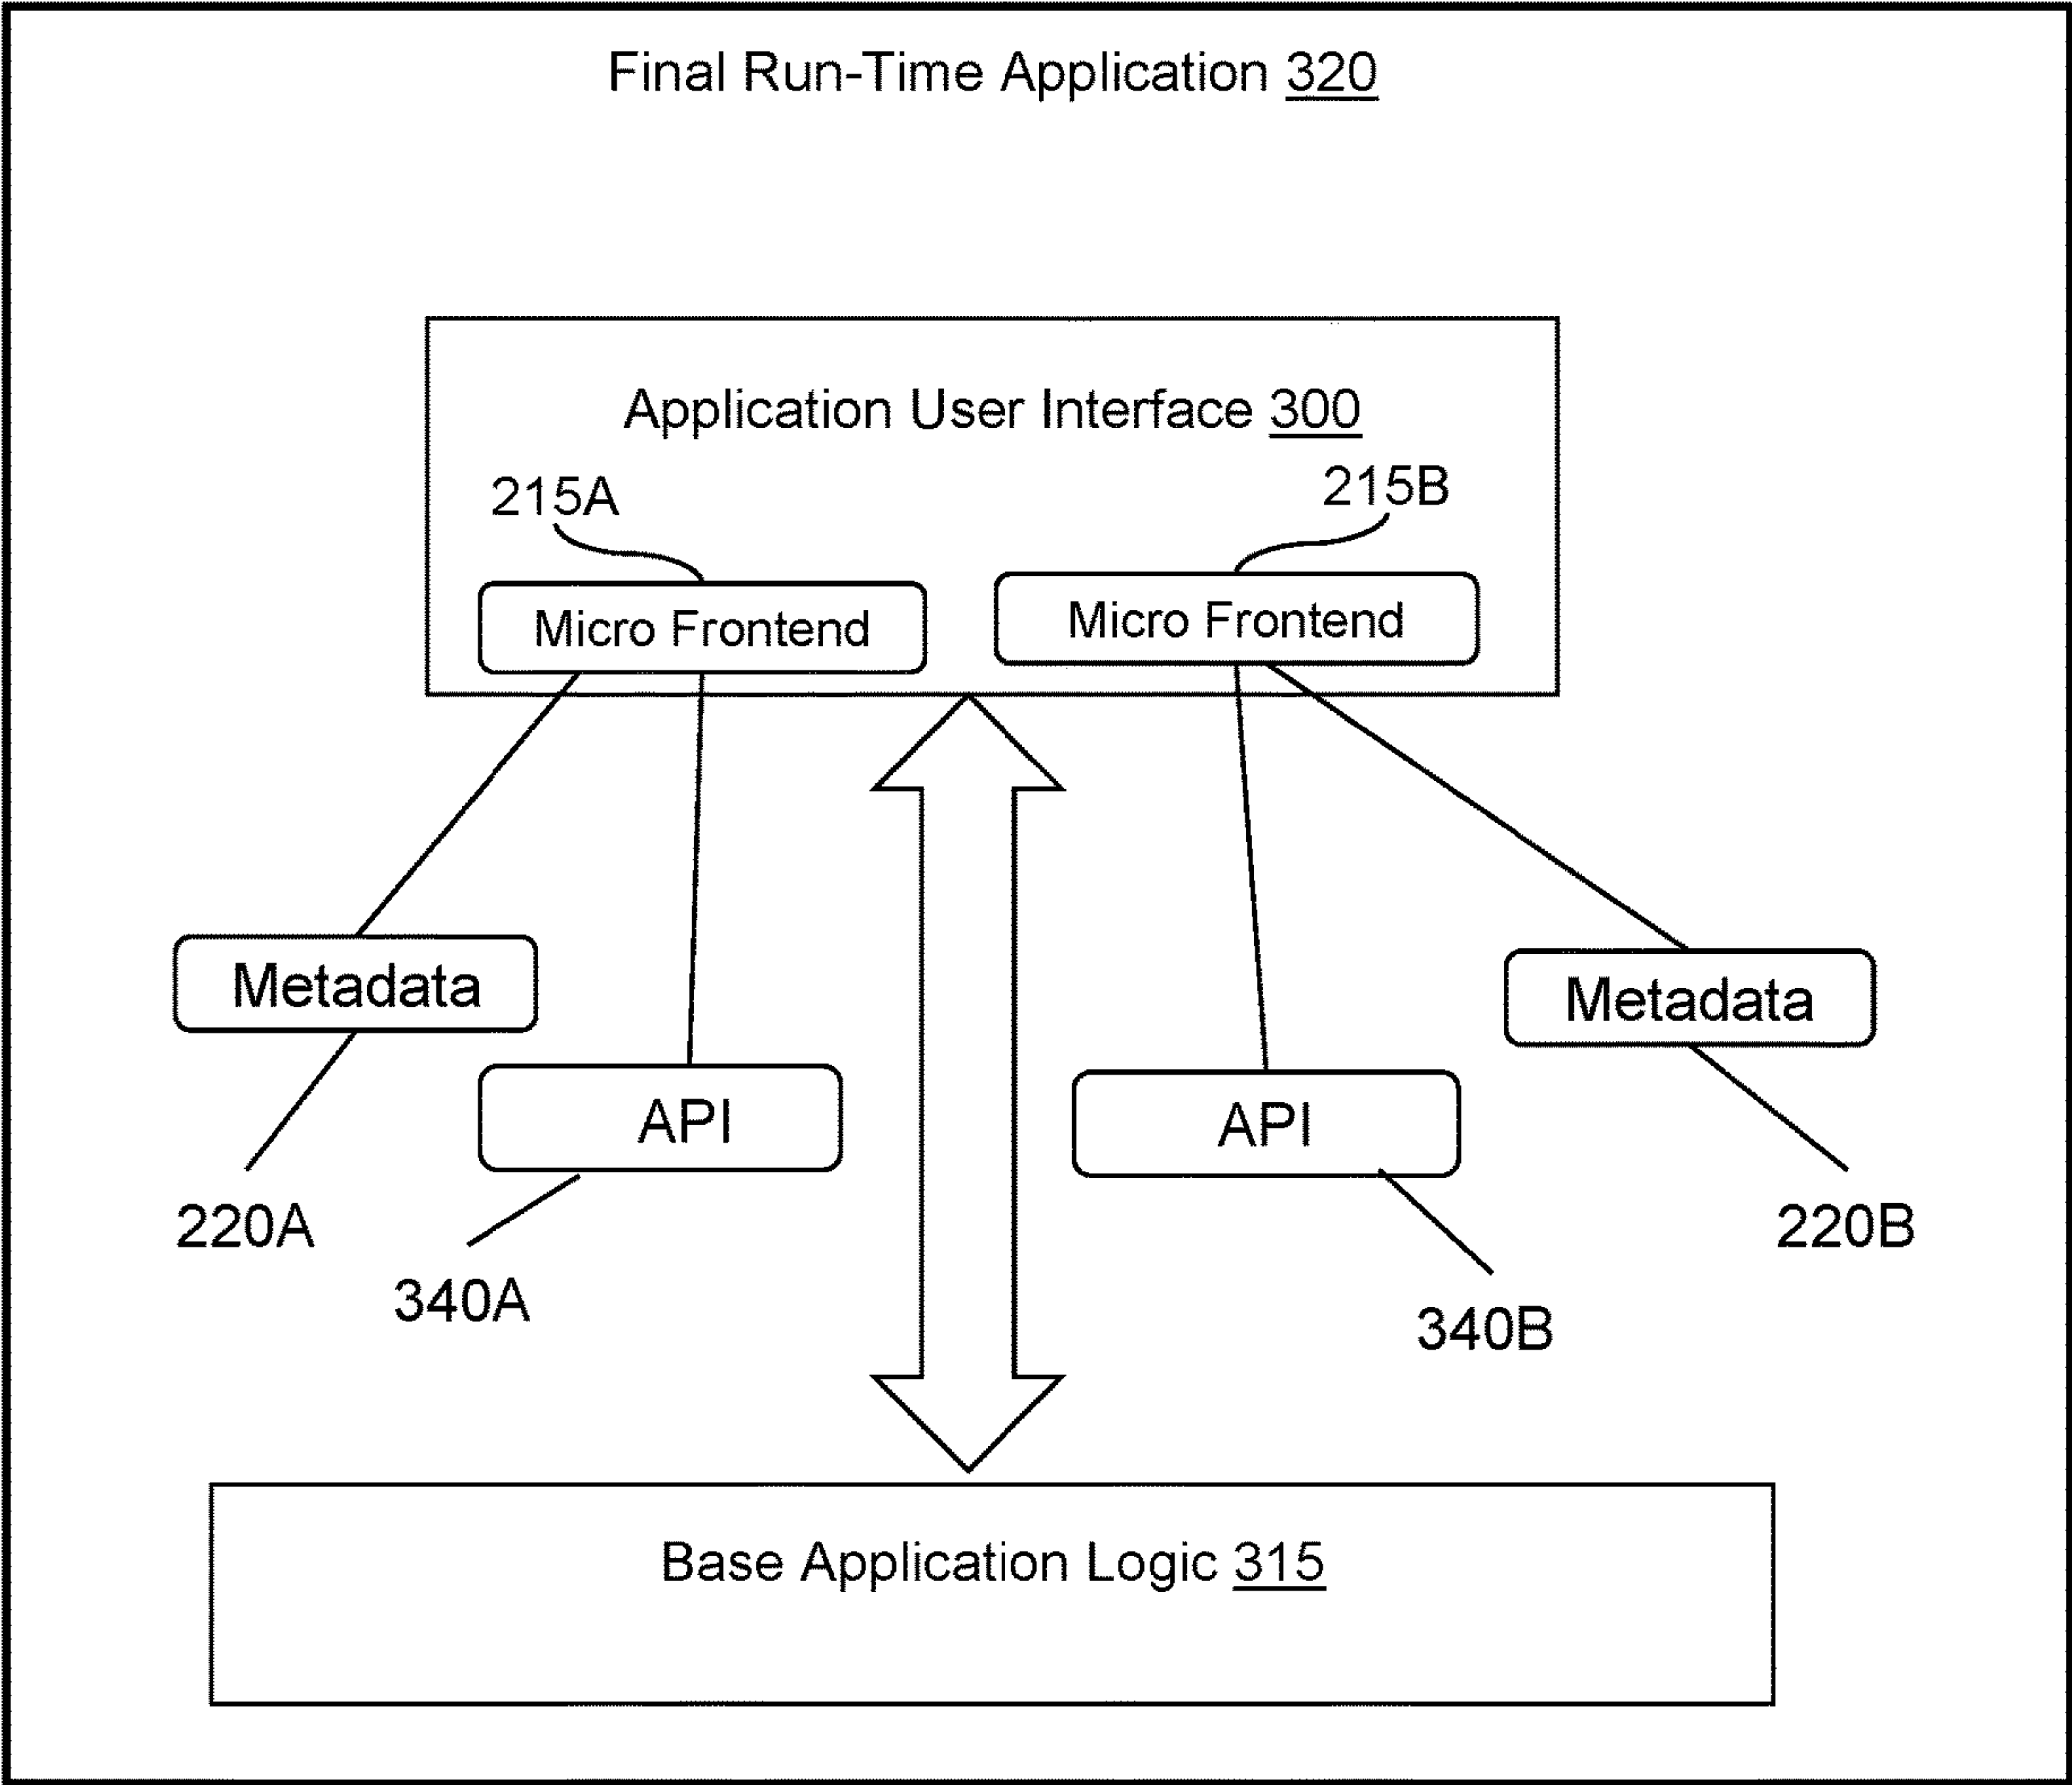 Final Run-Time Application 320
Application User Interface 300
215A
215B
Micro Frontend
Micro Frontend
Metadata
Metadata
API
API
220A
220B
340A
340B
Base Application Logic 315